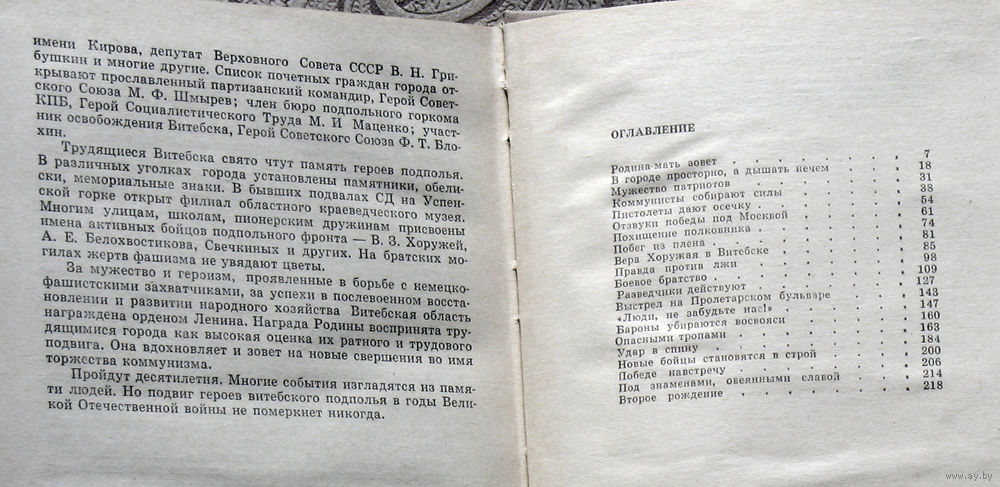 имени Кирова, депутат Верховного Совета СССР В. Н. Гри-
бушкин и многие другие. Список почетных граждан города от-
крывают прославленный партизанский командир, Герой Совет-
ского Союза М. Ф. Шмырев; член бюро подпольного горкома
КПБ, Герой Социалистического Труда М. И Маценко; участ-
ник освобождения Витебска, Герой Советского Союза Ф. Т. Бло-
хин.
Трудящиеся Витебска свято чтут память героев подполья.
В различных уголках города установлены памятники, обели-
ски, мемориальные знаки. В бывших подвалах СД на Успен-
ской горке открыт филиал областного краеведческого музея.
Многим улицам, школам, пионерским дружинам присвоены
имена активных бойцов подпольного фронта — В. З. Хоружей,
А. Е. Белохвостикова, Свечкиных и других. На братских мо-
гилах жертв фашизма не увядают цветы.
За мужество и героизм, проявленные в борьбе с немецко-
фашистскими захватчиками, за успехи в послевоенном восста-
новлении и развитии народного хозяйства Витебская область
награждена орденом Ленина. Награда Родины воспринята тру-
дящимися города как высокая оценка их ратного и трудового
подвига. Она вдохновляет и зовет на новые свершения во имя
торжества коммунизма.
Пройдут десятилетия. Многие события изгладятся из памя-
ти людей. Но подвиг героев витебского подполья в годы Вели-
кой Отечественной войны не померкнет никогда.
ОГЛАВЛЕНИЕ
Родина-мать зовет . . . . . . . . 7
В городе просторно, а дышать нечем . . . . 18
Мужество патриотов . . . . . . . . 31
Коммунисты собирают силы . . . . . . 38
Пистолеты дают осечку . . . . . . . 54
Отзвуки победы под Москвой . . . . . 61
Похищение полковника . . . . . . . 74
Побег из плена . . . . . . . . . 81
Вера Хоружая в Витебске . . . . . . 85
Правда против лжи . . . . . . . . 98
Боевое братство . . . . . . . . . 109
Разведчики действуют . . . . . . . 127
Выстрел на Пролетарском бульваре . . . . 143
«Люди, не забудьте нас!» . . . . . . 147
Бароны убираются восвояси . . . . . . 160
Опасными тропами . . . . . . . . 163
Удар в спину . . . . . . . . . 184
Новые бойцы становятся в строй . . . . 200
Победе навстречу . . . . . . . . 206
Под знаменами, овеянными славой . . . . 214
Второе рождение . . . . . . . . 218
www.ay.by